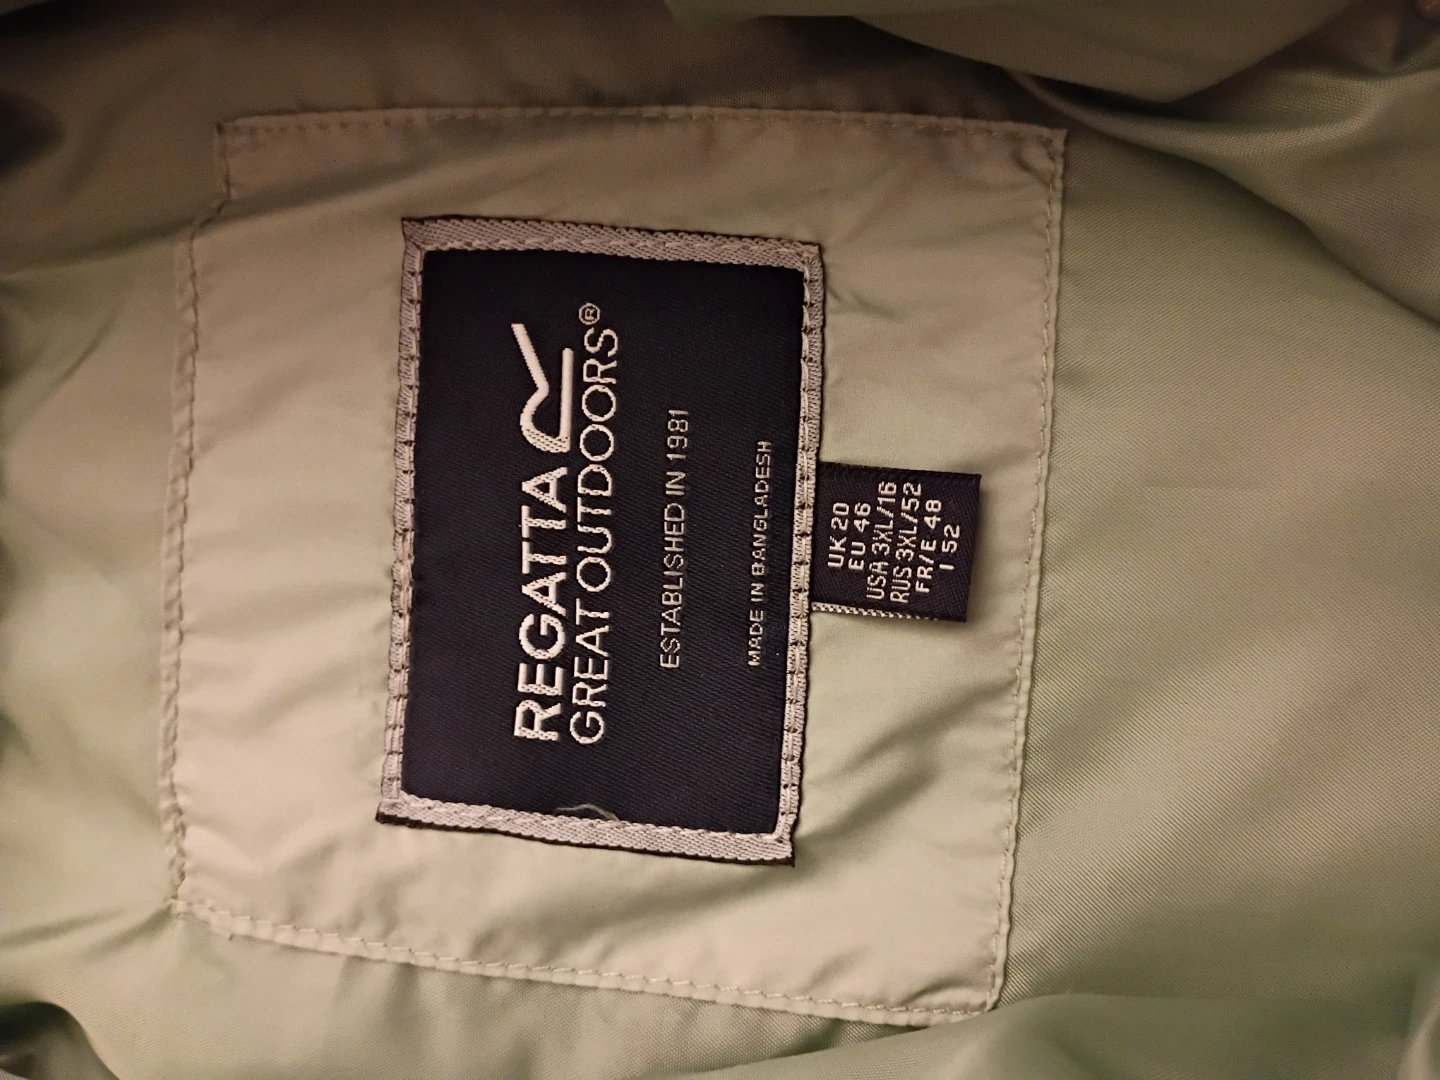 REGATTA
GREAT OUTDOORS®
ESTABLISHED IN 1981
MADE IN BANGLADESH
UK 20
EU 46
USA 3XL/16
RUS 3XL/52
FR/E 48
I 52